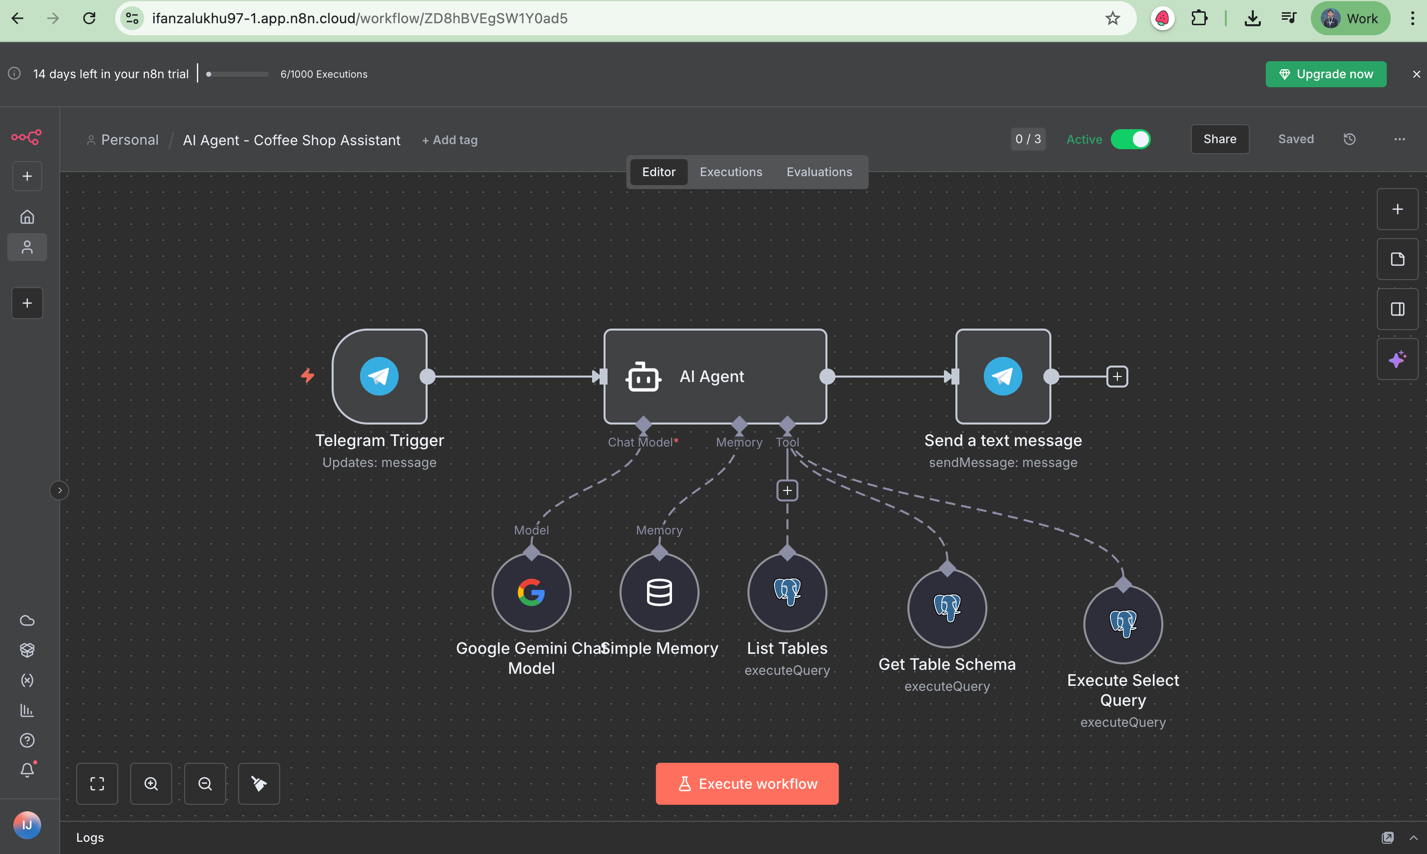 ifanzalukhu97-1.app.n8n.cloud/workflow/ZD8hBVEgSW1Y0ad5
Work
14 days left in your n8n trial
6/1000 Executions
Upgrade now
Personal / AI Agent - Coffee Shop Assistant
+ Add tag
0 / 3
Active
Share
Saved
Editor
Executions
Evaluations
AI Agent
Telegram Trigger
Updates: message
Chat Model*
Memory
Tool
Send a text message
sendMessage: message
Model
Memory
Google Gemini Chat
Model
Simple Memory
List Tables
executeQuery
Get Table Schema
executeQuery
Execute Select
Query
executeQuery
Execute workflow
IJ
Logs